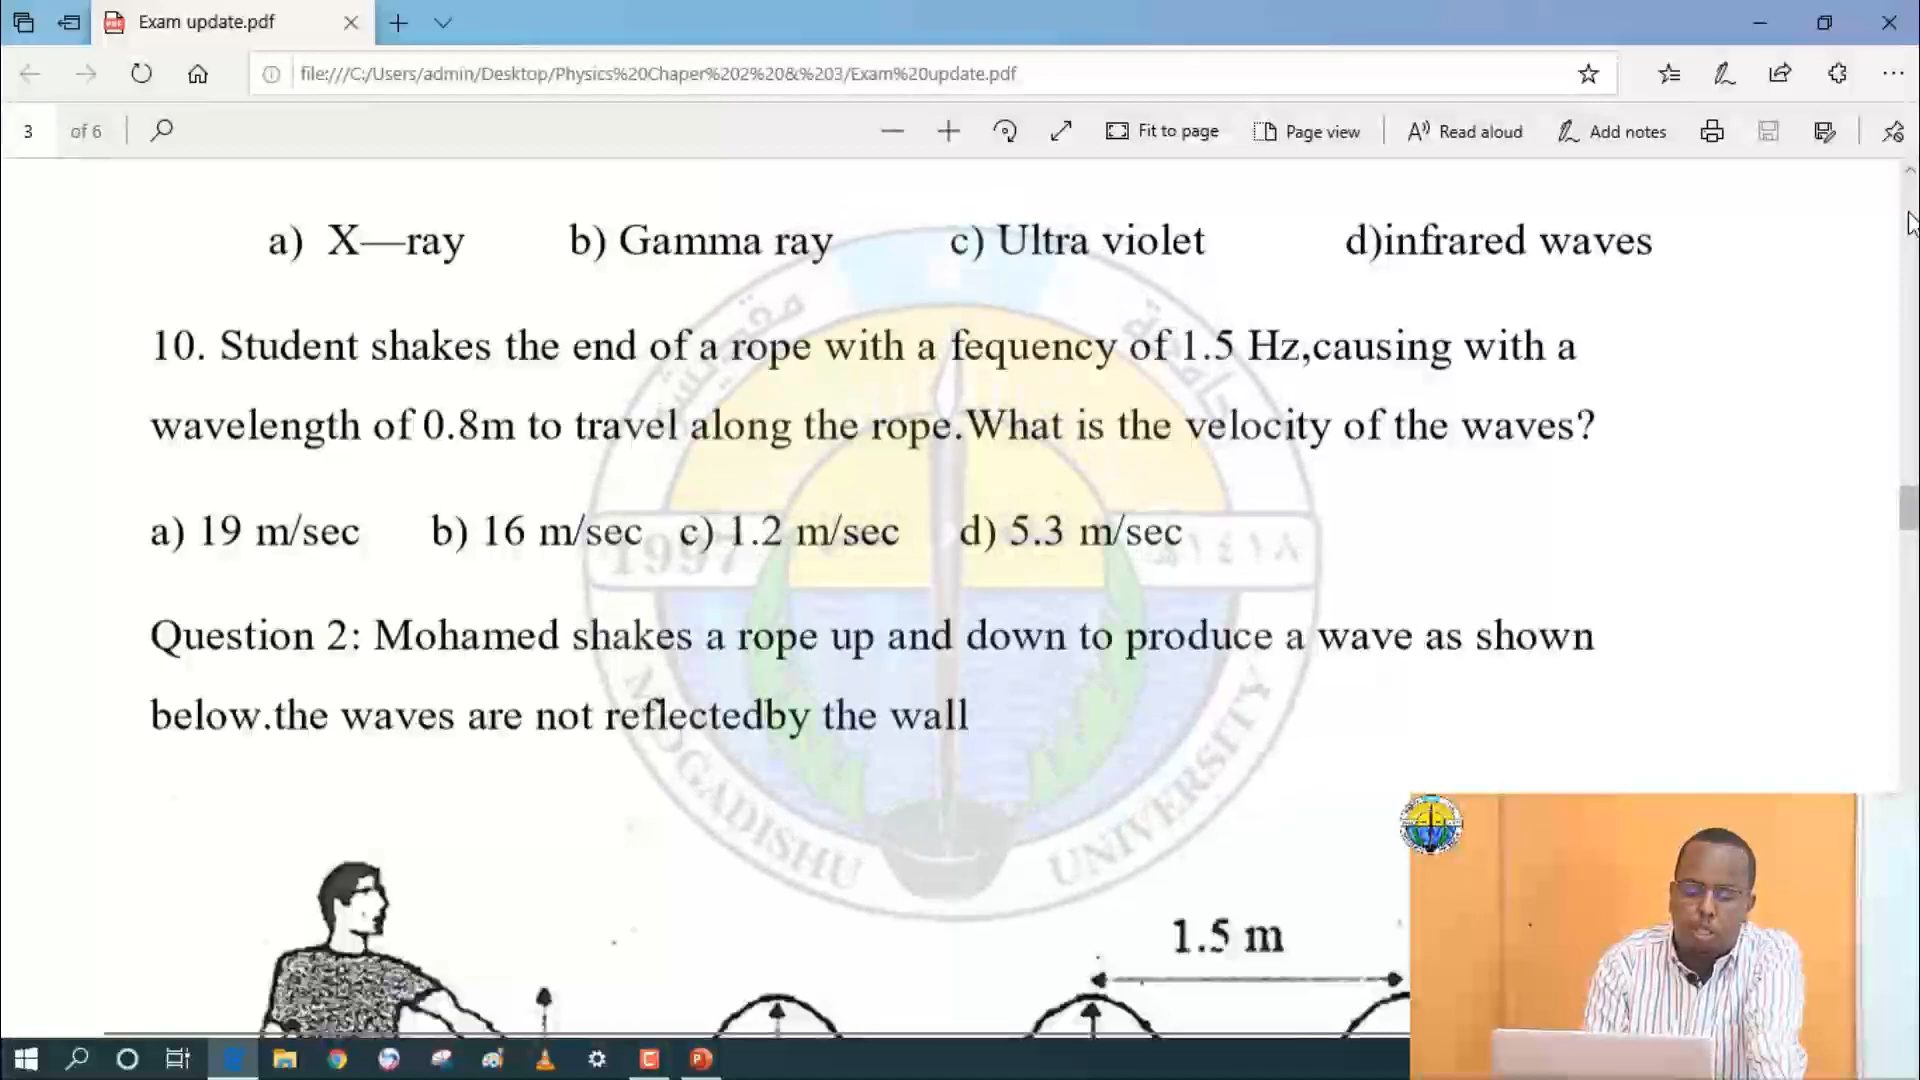 Exam update.pdf
file:///C:/Users/admin/Desktop/Physics%20Chaper%202%20&%203/Exam%20update.pdf
3 of 6 Fit to page Page view Read aloud Add notes
a) X—ray b) Gamma ray c) Ultra violet d)infrared waves
10. Student shakes the end of a rope with a fequency of 1.5 Hz,causing with a
wavelength of 0.8m to travel along the rope.What is the velocity of the waves?
a) 19 m/sec b) 16 m/sec c) 1.2 m/sec d) 5.3 m/sec
1997 ١٤١٨
Question 2: Mohamed shakes a rope up and down to produce a wave as shown
below.the waves are not reflectedby the wall
MOGADISHU UNIVERSITY
1.5 m